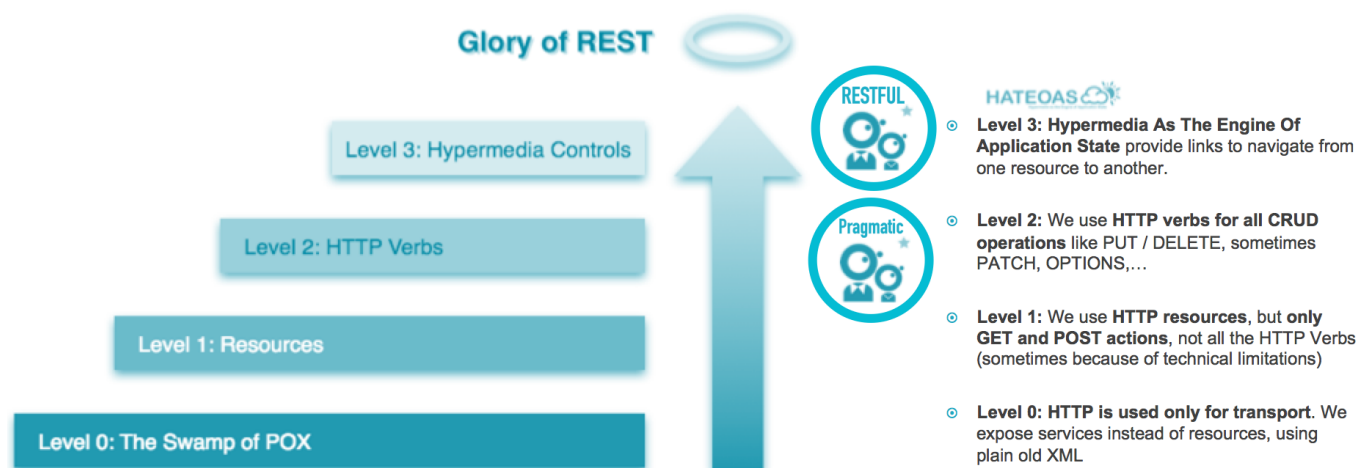 Glory of REST
Level 3: Hypermedia Controls
Level 2: HTTP Verbs
Level 1: Resources
Level 0: The Swamp of POX
RESTFUL
Pragmatic
HATEOAS
Level 3: Hypermedia As The Engine Of
Application State provide links to navigate from
one resource to another.
Level 2: We use HTTP verbs for all CRUD
operations like PUT / DELETE, sometimes
PATCH, OPTIONS,…
Level 1: We use HTTP resources, but only
GET and POST actions, not all the HTTP Verbs
(sometimes because of technical limitations)
Level 0: HTTP is used only for transport. We
expose services instead of resources, using
plain old XML